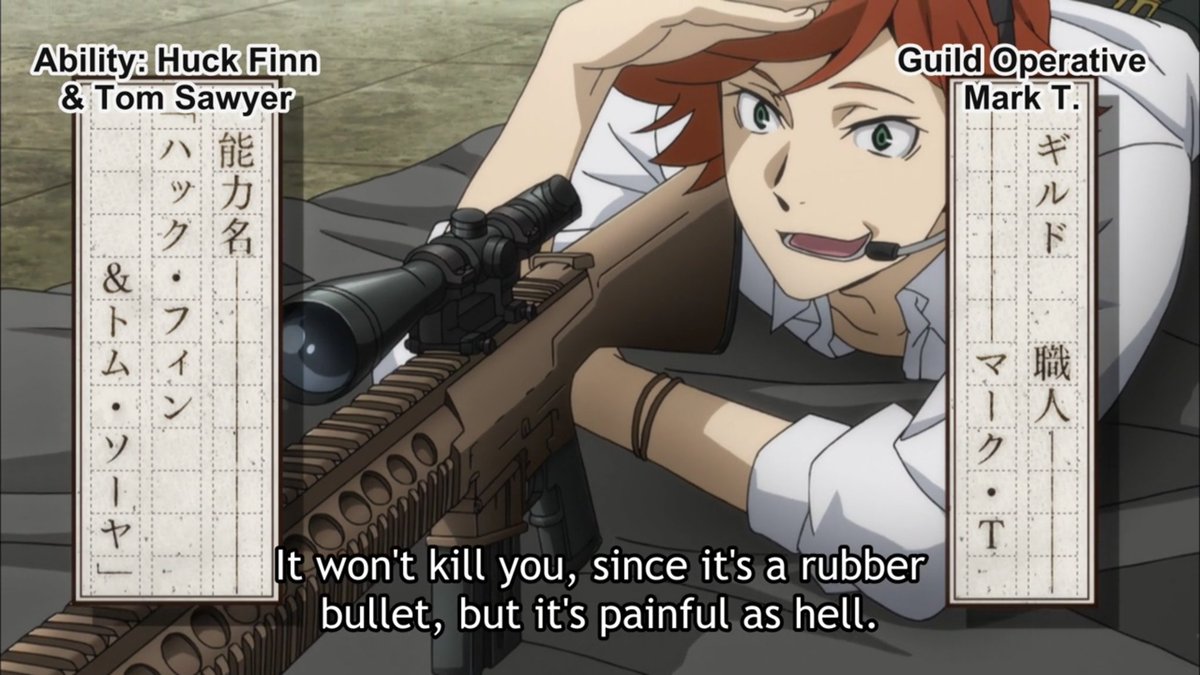 Ability: Huck Finn
& Tom Sawyer
Guild Operative
Mark T.
ギルド 職人
マーク・T
能力名
「ハック・フィン
&トム・ソーヤ」
It won't kill you, since it's a rubber
bullet, but it's painful as hell.